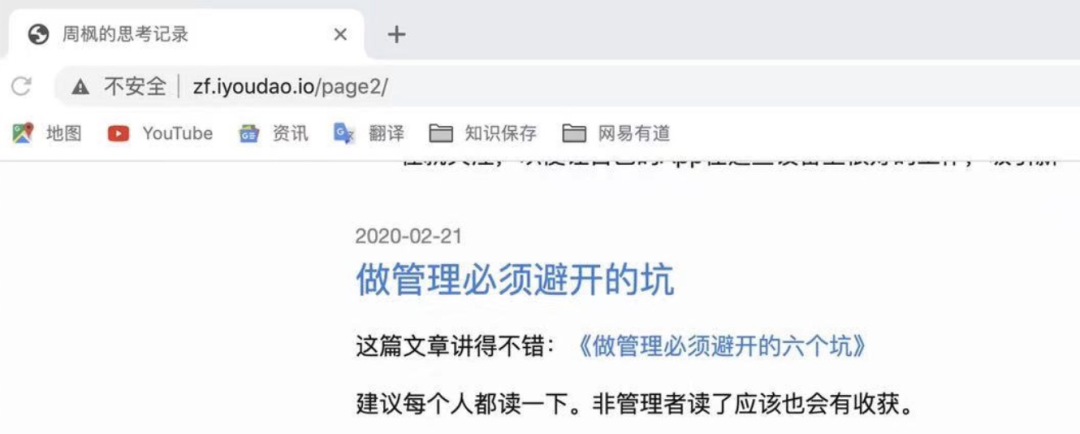 周枫的思考记录
不安全 zf.iyoudao.io/page2/
地图 YouTube 资讯 翻译 知识保存 网易有道
2020-02-21
做管理必须避开的坑
这篇文章讲得不错：《做管理必须避开的六个坑》
建议每个人都读一下。非管理者读了应该也会有收获。